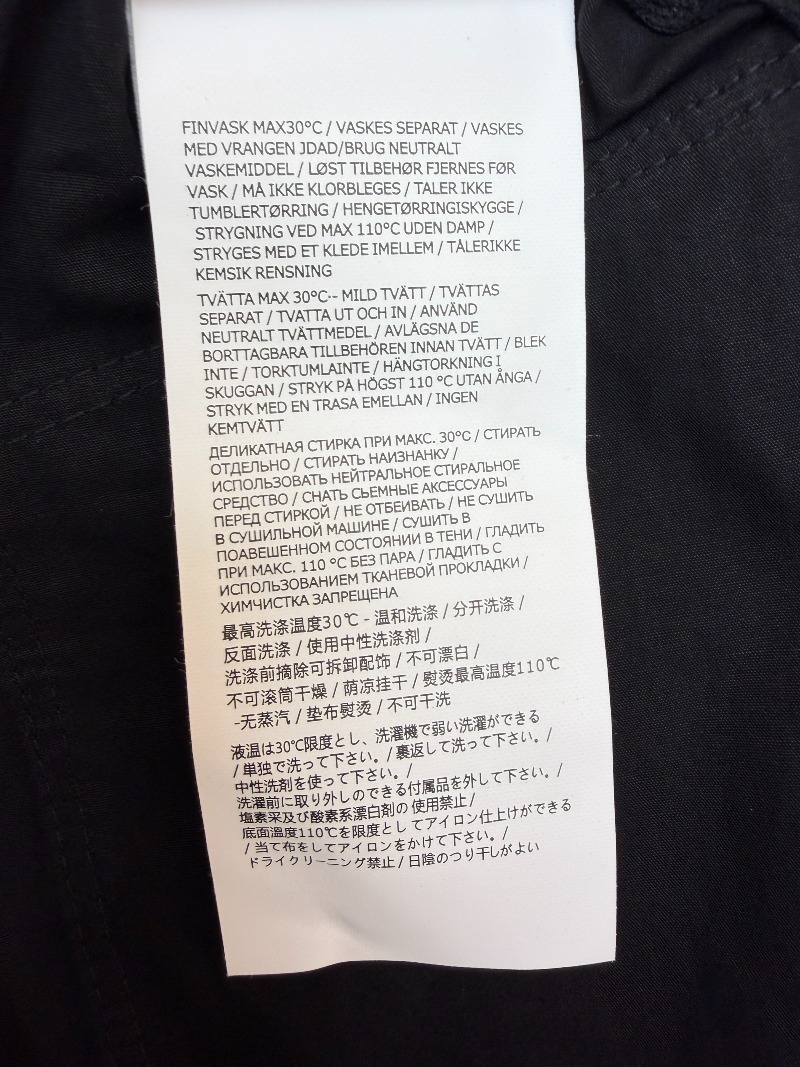 FINVASK MAX30°C / VASKES SEPARAT / VASKES
MED VRANGEN JDAD/BRUG NEUTRALT
VASKEMIDDEL / LØST TILBEHØR FJERNES FØR
VASK / MÅ IKKE KLORBLEGES / TALER IKKE
TUMBLERTØRRING / HENGETØRRINGISKYGGE /
STRYGNING VED MAX 110°C UDEN DAMP /
STRYGES MED ET KLEDE IMELLEM / TÅLERIKKE
KEMSIK RENSNING
TVÄTTA MAX 30°C-- MILD TVÄTT / TVÄTTAS
SEPARAT / TVATTA UT OCH IN / ANVÄND
NEUTRALT TVÄTTMEDEL / AVLÄGSNA DE
BORTTAGBARA TILLBEHÖREN INNAN TVÄTT / BLEK
INTE / TORKTUMLAINTE / HÄNGTORKNING I
SKUGGAN / STRYK PÅ HÖGST 110 °C UTAN ÅNGA /
STRYK MED EN TRASA EMELLAN / INGEN
KEMTVÄTT
ДЕЛИКАТНАЯ СТИРКА ПРИ МАКС. 30°C / СТИРАТЬ
ОТДЕЛЬНО / СТИРАТЬ НАИЗНАНКУ /
ИСПОЛЬЗОВАТЬ НЕЙТРАЛЬНОЕ СТИРАЛЬНОЕ
СРЕДСТВО / СНАТЬ СЬЕМНЫЕ АКСЕССУАРЫ
ПЕРЕД СТИРКОЙ / НЕ ОТБЕИВАТЬ / НЕ СУШИТЬ
В СУШИЛЬНОЙ МАШИНЕ / СУШИТЬ В
ПОАВЕШЕННОМ СОСТОЯНИИ В ТЕНИ / ГЛАДИТЬ
ПРИ МАКС. 110 °C БЕЗ ПАРА / ГЛАДИТЬ С
ИСПОЛЬЗОВАНИЕМ ТКАНЕВОЙ ПРОКЛАДКИ /
ХИМЧИСТКА ЗАПРЕЩЕНА
最高洗涤温度30℃ - 温和洗涤 / 分开洗涤 /
反面洗涤 / 使用中性洗涤剂 /
洗涤前摘除可拆卸配饰 / 不可漂白 /
不可滚筒干燥 / 荫凉挂干 / 熨烫最高温度110℃
-无蒸汽 / 垫布熨烫 / 不可干洗
液温は30℃限度とし、洗濯機で弱い洗濯ができる
/ 単独で洗って下さい。/ 裏返して洗って下さい。/
中性洗剤を使って下さい。/
洗濯前に取り外しのできる付属品を外して下さい。/
塩素采及び酸素系漂白剤の 使用禁止/
底面溫度110℃を限度とし てアイロン仕上げができる
/ 当て布をしてアイロンをかけて下さい。/
ドライクリーニング禁止 / 日陰のつり干しがよい